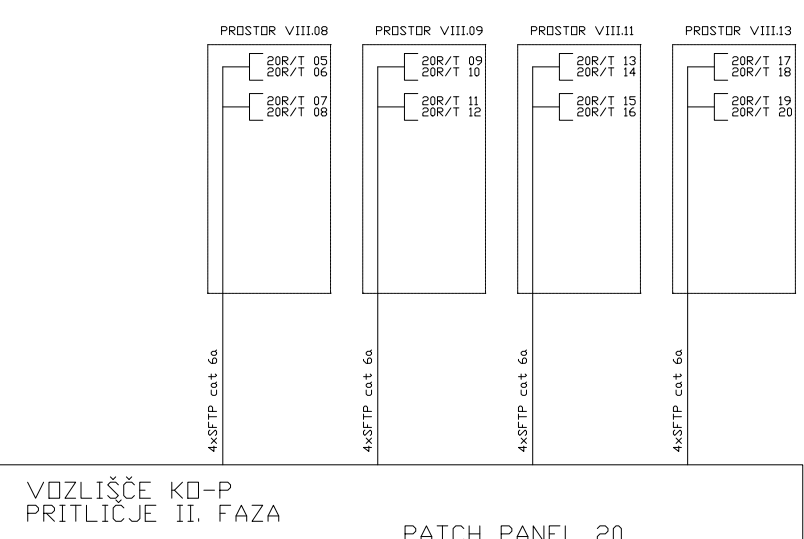 PROSTOR VIII.08
20R/T 05
20R/T 06
20R/T 07
20R/T 08
4xSFTP cat 6a
PROSTOR VIII.09
20R/T 09
20R/T 10
20R/T 11
20R/T 12
4xSFTP cat 6a
PROSTOR VIII.11
20R/T 13
20R/T 14
20R/T 15
20R/T 16
4xSFTP cat 6a
PROSTOR VIII.13
20R/T 17
20R/T 18
20R/T 19
20R/T 20
4xSFTP cat 6a
VOZLIŠČE KO-P
PRITLIČJE II. FAZA
PATCH PANEL 20